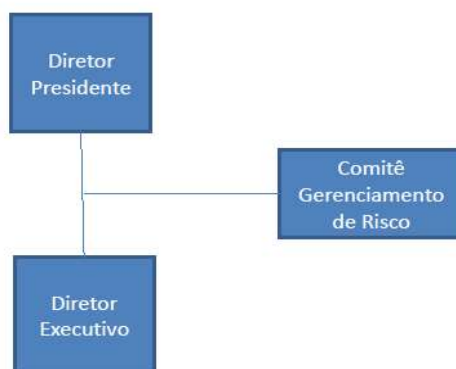 Diretor
Presidente
Comitê
Gerenciamento
de Risco
Diretor
Executivo